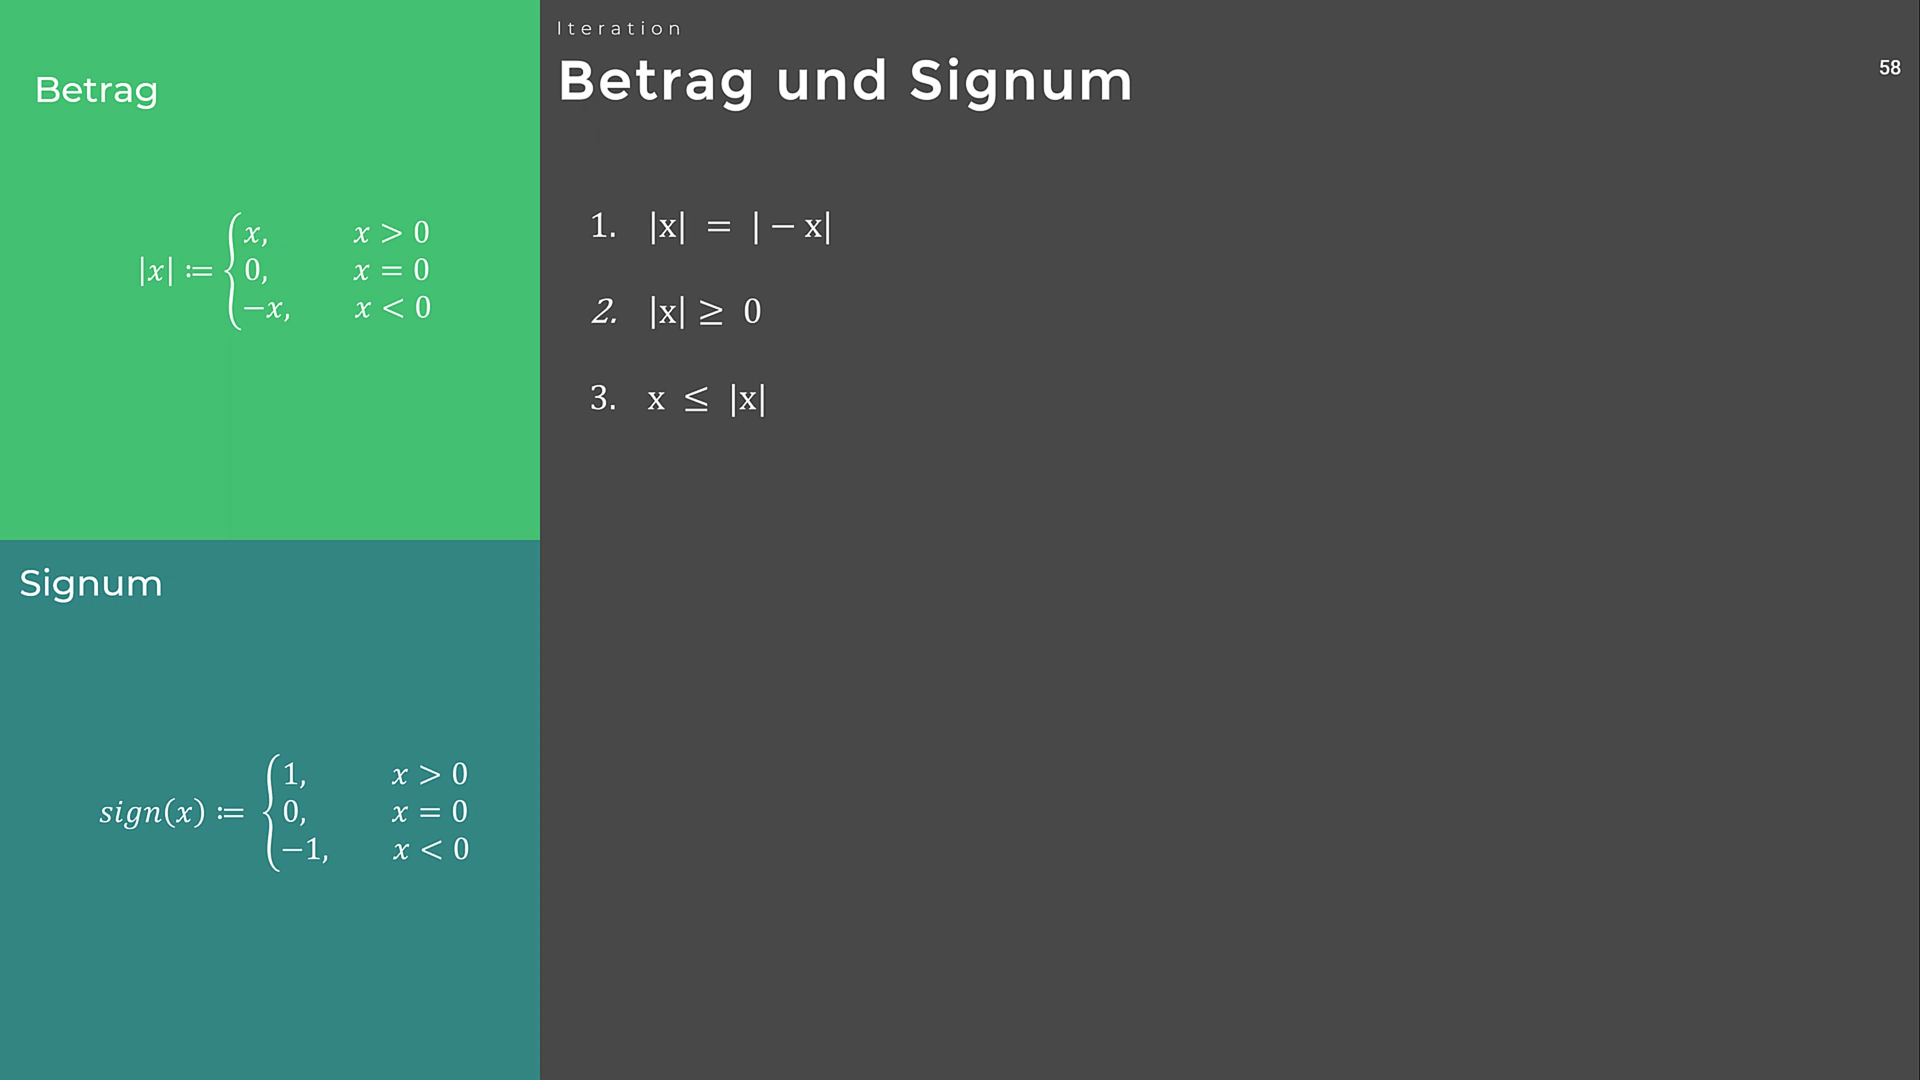 Betrag
|x| ≔ { x, x > 0
0, x = 0
−x, x < 0
Signum
sign(x) ≔ { 1, x > 0
0, x = 0
−1, x < 0
Iteration
Betrag und Signum
58
1. |x| = | − x|
2. |x| ≥ 0
3. x ≤ |x|